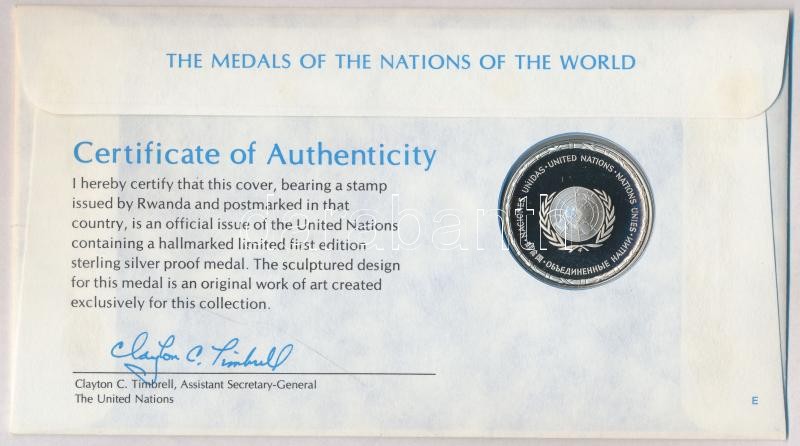 THE MEDALS OF THE NATIONS OF THE WORLD
Certificate of Authenticity
I hereby certify that this cover, bearing a stamp
issued by Rwanda and postmarked in that
country, is an official issue of the United Nations
containing a hallmarked limited first edition
sterling silver proof medal. The sculptured design
for this medal is an original work of art created
exclusively for this collection.
Clayton C. Timbrell
Clayton C. Timbrell, Assistant Secretary-General
The United Nations
NACIONES UNIDAS · UNITED NATIONS · NATIONS UNIES · ОБЪЕДИНЕННЫЕ НАЦИИ ·
E